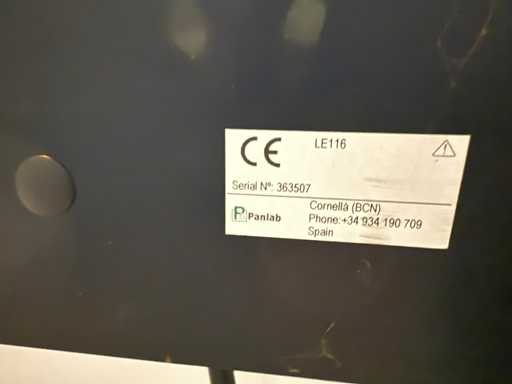 CE LE116
Serial Nº: 363507
Panlab
Cornellà (BCN)
Phone:+34 934 190 709
Spain